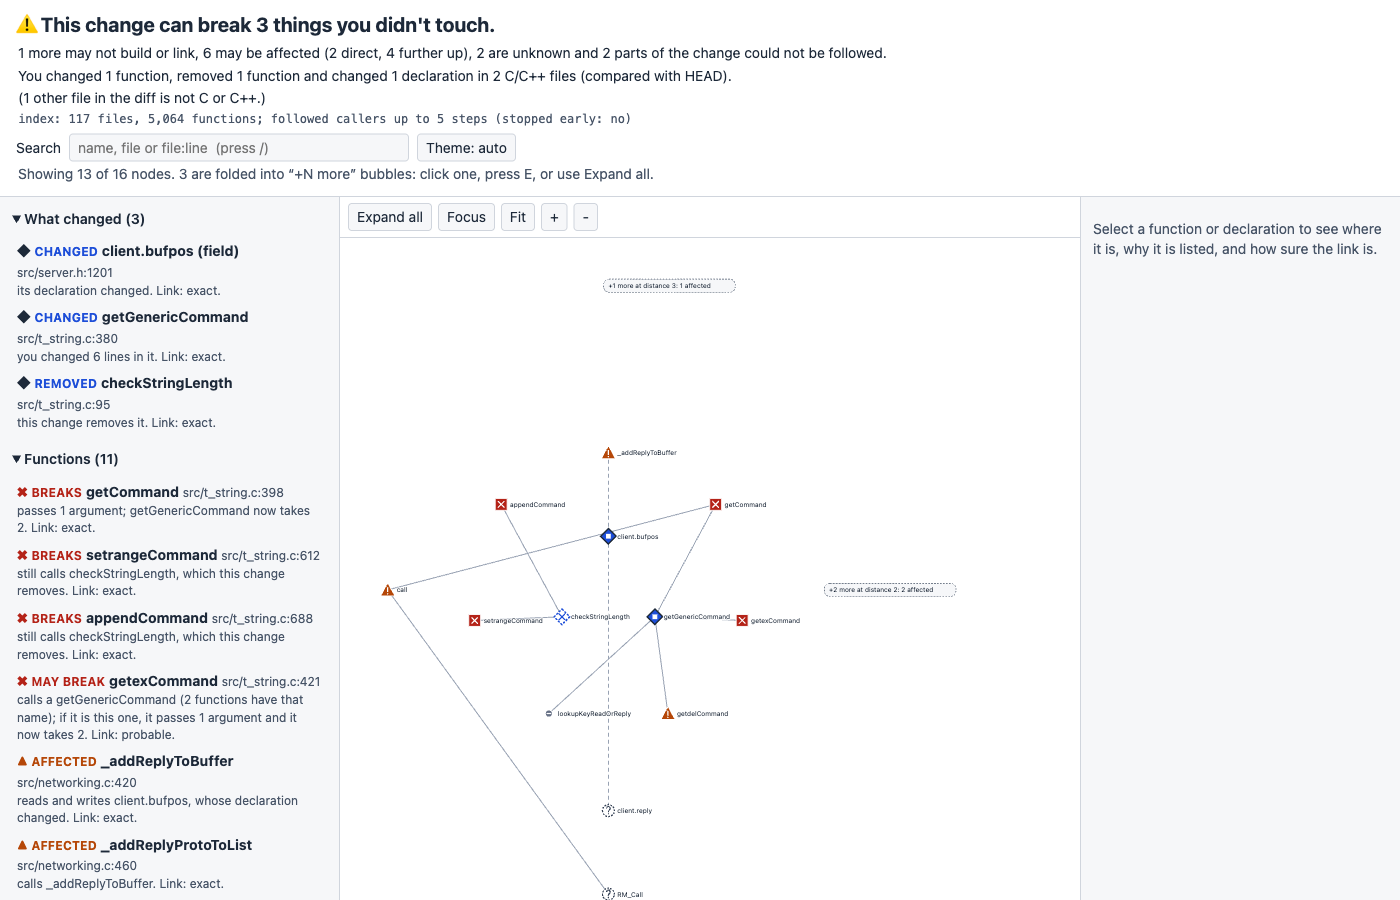 ⚠ This change can break 3 things you didn't touch.
1 more may not build or link, 6 may be affected (2 direct, 4 further up), 2 are unknown and 2 parts of the change could not be followed.
You changed 1 function, removed 1 function and changed 1 declaration in 2 C/C++ files (compared with HEAD).
(1 other file in the diff is not C or C++.)
index: 117 files, 5,064 functions; followed callers up to 5 steps (stopped early: no)
Search name, file or file:line (press /) Theme: auto
Showing 13 of 16 nodes. 3 are folded into “+N more” bubbles: click one, press E, or use Expand all.
▼ What changed (3)
◆ CHANGED client.bufpos (field)
src/server.h:1201
its declaration changed. Link: exact.
◆ CHANGED getGenericCommand
src/t_string.c:380
you changed 6 lines in it. Link: exact.
◆ REMOVED checkStringLength
src/t_string.c:95
this change removes it. Link: exact.
▼ Functions (11)
✖ BREAKS getCommand src/t_string.c:398
passes 1 argument; getGenericCommand now takes
2. Link: exact.
✖ BREAKS setrangeCommand src/t_string.c:612
still calls checkStringLength, which this change
removes. Link: exact.
✖ BREAKS appendCommand src/t_string.c:688
still calls checkStringLength, which this change
removes. Link: exact.
✖ MAY BREAK getexCommand src/t_string.c:421
calls a getGenericCommand (2 functions have that
name); if it is this one, it passes 1 argument and it
now takes 2. Link: probable.
▲ AFFECTED _addReplyToBuffer
src/networking.c:420
reads and writes client.bufpos, whose declaration
changed. Link: exact.
▲ AFFECTED _addReplyProtoToList
src/networking.c:460
calls _addReplyToBuffer. Link: exact.
Expand all Focus Fit + -
+1 more at distance 3: 1 affected
_addReplyToBuffer
appendCommand
getCommand
client.bufpos
call
+2 more at distance 2: 2 affected
setrangeCommand
checkStringLength
getGenericCommand
getexCommand
lookupKeyReadOrReply
getdelCommand
? client.reply
? RM_Call
Select a function or declaration to see where
it is, why it is listed, and how sure the link is.